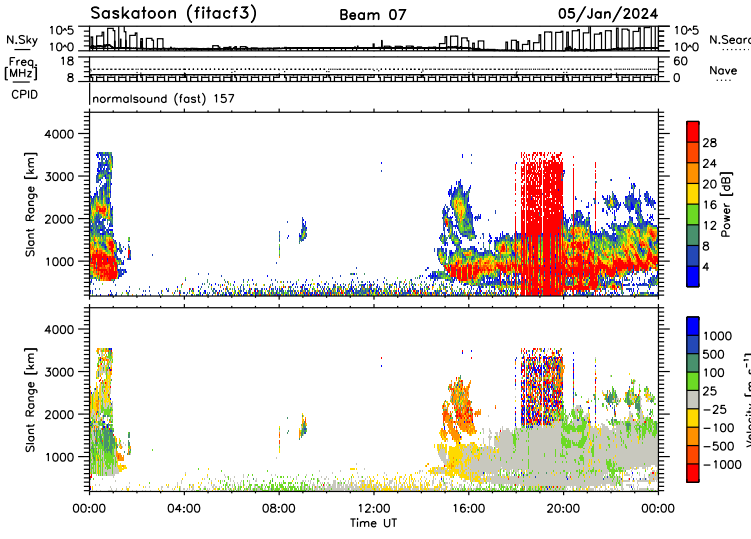 Saskatoon (fitacf3) Beam 07 05/Jan/2024
N.Sky 10^5 10^0 10^5 10^0 N.Searc
Freq. [MHz] 18 8 60 0 Nave
CPID normalsound (fast) 157
Slant Range [km] 4000 3000 2000 1000
28 24 20 16 12 8 4 Power [dB]
Slant Range [km] 4000 3000 2000 1000
1000 500 100 25 -25 -100 -500 -1000 Velocity [m s⁻¹]
00:00 04:00 08:00 12:00 16:00 20:00 00:00
Time UT